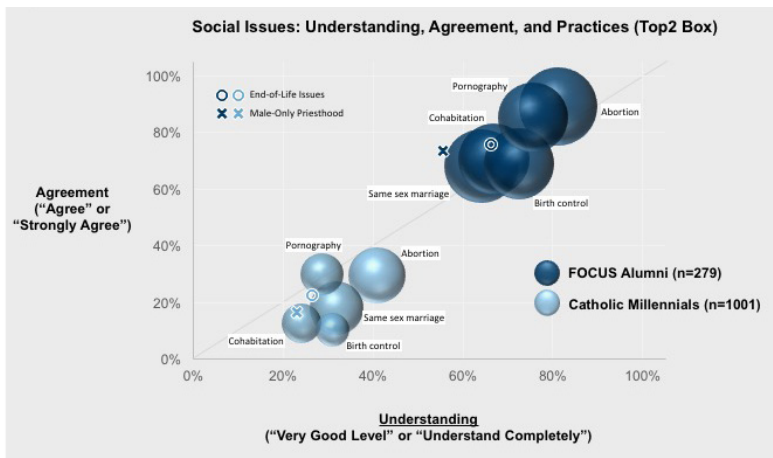 Social Issues: Understanding, Agreement, and Practices (Top2 Box)
100%
80%
60%
40%
20%
0%
Agreement
(“Agree” or
“Strongly Agree”)
End-of-Life Issues
Male-Only Priesthood
Pornography
Abortion
Cohabitation
Same sex marriage
Birth control
Pornography
Abortion
Same sex marriage
Cohabitation
Birth control
FOCUS Alumni (n=279)
Catholic Millennials (n=1001)
0%
20%
40%
60%
80%
100%
Understanding
(“Very Good Level” or “Understand Completely”)